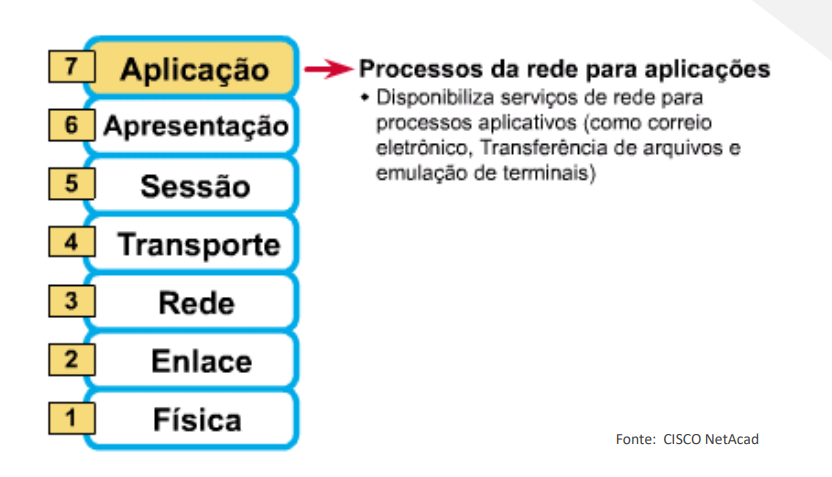 7 Aplicação
Processos da rede para aplicações
• Disponibiliza serviços de rede para
processos aplicativos (como correio
eletrônico, Transferência de arquivos e
emulação de terminais)
6 Apresentação
5 Sessão
4 Transporte
3 Rede
2 Enlace
1 Física
Fonte: CISCO NetAcad